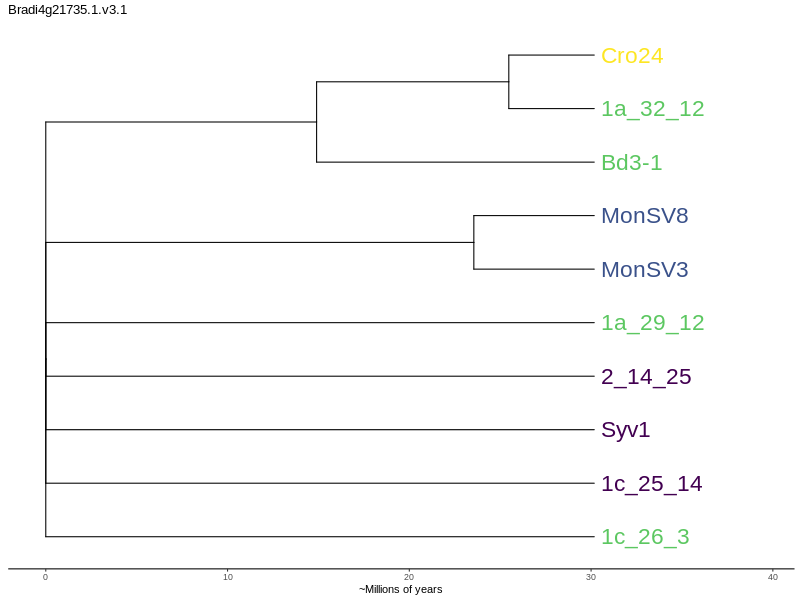 Bradi4g21735.1.v3.1
Cro24
1a_32_12
Bd3-1
MonSV8
MonSV3
1a_29_12
2_14_25
Syv1
1c_25_14
1c_26_3
0 10 20 30 40
~Millions of years